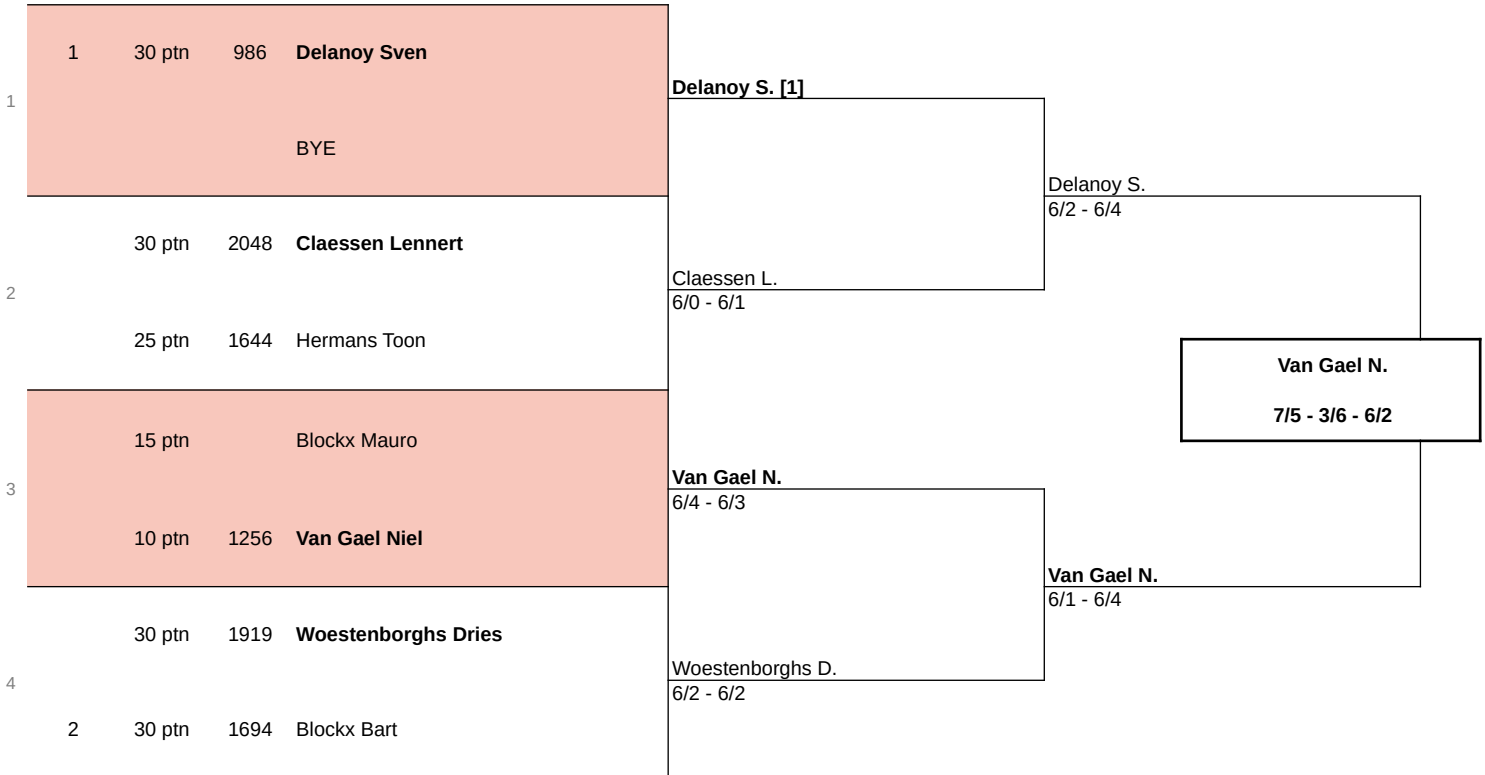 1 30 ptn 986 Delanoy Sven
Delanoy S. [1]
1
BYE
Delanoy S.
6/2 - 6/4
30 ptn 2048 Claessen Lennert
Claessen L.
2
6/0 - 6/1
25 ptn 1644 Hermans Toon
Van Gael N.
7/5 - 3/6 - 6/2
15 ptn Blockx Mauro
Van Gael N.
3
6/4 - 6/3
10 ptn 1256 Van Gael Niel
Van Gael N.
6/1 - 6/4
30 ptn 1919 Woestenborghs Dries
Woestenborghs D.
4
6/2 - 6/2
2 30 ptn 1694 Blockx Bart